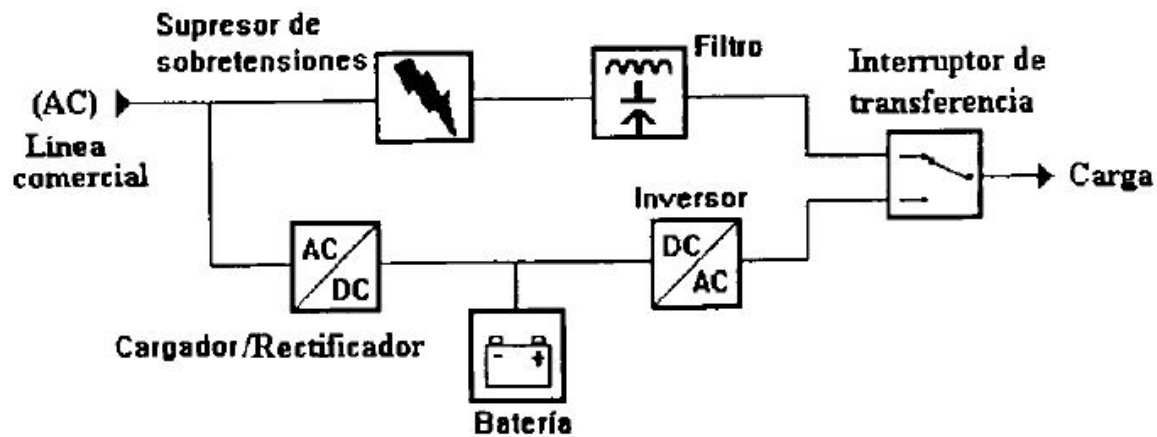 Supresor de
sobretensiones
Filtro
Interruptor de
transferencia
(AC)
Línea
comercial
Carga
Inversor
AC
DC
DC
AC
Cargador/Rectificador
- +
Batería